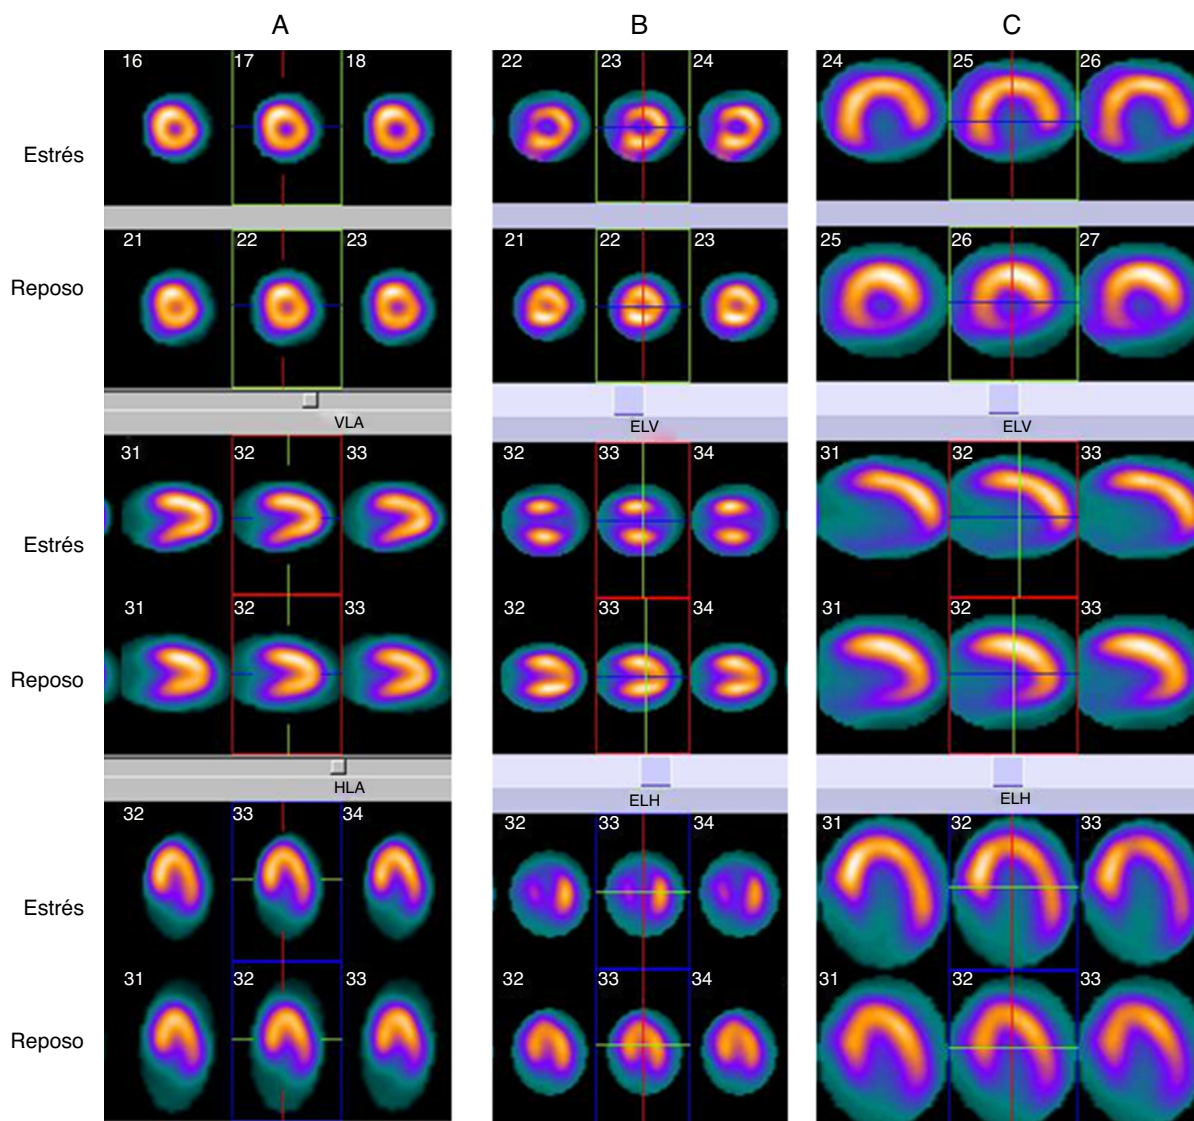 A B C
Estrés 16 17 18 22 23 24 24 25 26
Reposo 21 22 23 21 22 23 25 26 27
VLA ELV ELV
Estrés 31 32 33 32 33 34 31 32 33
Reposo 31 32 33 32 33 34 31 32 33
HLA ELH ELH
Estrés 32 33 34 32 33 34 31 32 33
Reposo 31 32 33 32 33 34 31 32 33